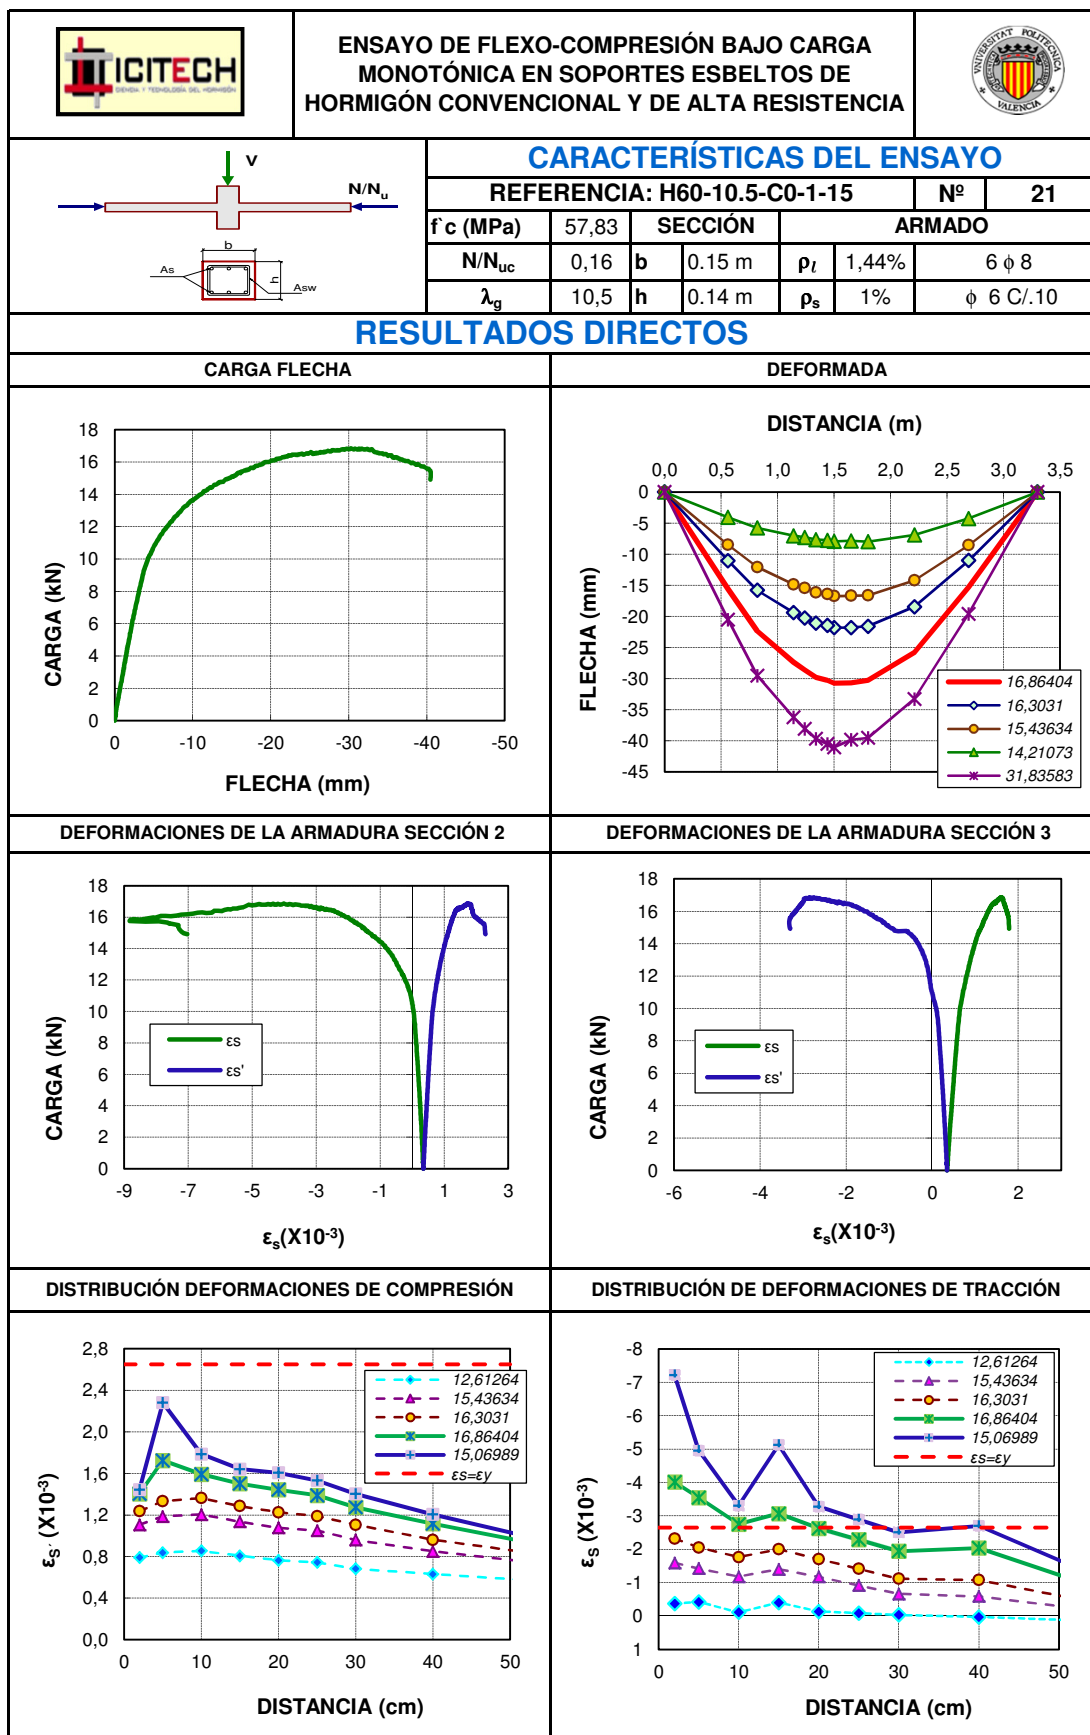 ICITECH
CIENCIA Y TECNOLOGÍA DEL HORMIGÓN
ENSAYO DE FLEXO-COMPRESIÓN BAJO CARGA
MONOTÓNICA EN SOPORTES ESBELTOS DE
HORMIGÓN CONVENCIONAL Y DE ALTA RESISTENCIA
UNIVERSITAT POLITECNICA
VALENCIA
V
N/Nu
b
As
h
Asw
CARACTERÍSTICAS DEL ENSAYO
REFERENCIA: H60-10.5-C0-1-15 Nº 21
f`c (MPa) 57,83 SECCIÓN ARMADO
N/Nuc 0,16 b 0.15 m ρℓ 1,44% 6 ϕ 8
λg 10,5 h 0.14 m ρs 1% ϕ 6 C/.10
RESULTADOS DIRECTOS
CARGA FLECHA
18
16
14
12
10
8
6
4
2
0
0 -10 -20 -30 -40 -50
CARGA (kN)
FLECHA (mm)
DEFORMADA
DISTANCIA (m)
0,0 0,5 1,0 1,5 2,0 2,5 3,0 3,5
0
-5
-10
-15
-20
-25
-30
-35
-40
-45
FLECHA (mm)
16,86404
16,3031
15,43634
14,21073
31,83583
DEFORMACIONES DE LA ARMADURA SECCIÓN 2
18
16
14
12
10
8
6
4
2
0
-9 -7 -5 -3 -1 1 3
CARGA (kN)
εs
εs'
εs(X10-3)
DEFORMACIONES DE LA ARMADURA SECCIÓN 3
18
16
14
12
10
8
6
4
2
0
-6 -4 -2 0 2
CARGA (kN)
εs
εs'
εs(X10-3)
DISTRIBUCIÓN DEFORMACIONES DE COMPRESIÓN
2,8
2,4
2,0
1,6
1,2
0,8
0,4
0,0
0 10 20 30 40 50
εs' (X10-3)
DISTANCIA (cm)
12,61264
15,43634
16,3031
16,86404
15,06989
εs=εy
DISTRIBUCIÓN DE DEFORMACIONES DE TRACCIÓN
-8
-7
-6
-5
-4
-3
-2
-1
0
1
0 10 20 30 40 50
εs (X10-3)
DISTANCIA (cm)
12,61264
15,43634
16,3031
16,86404
15,06989
εs=εy